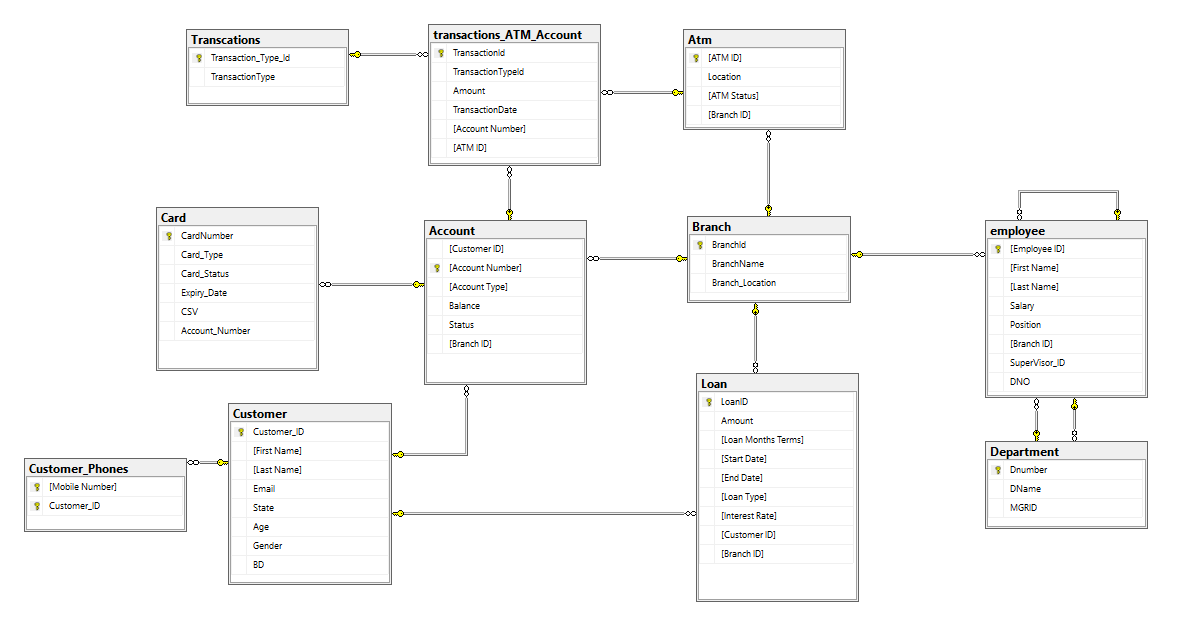 Transcations
Transaction_Type_Id
TransactionType
transactions_ATM_Account
TransactionId
TransactionTypeId
Amount
TransactionDate
[Account Number]
[ATM ID]
Atm
[ATM ID]
Location
[ATM Status]
[Branch ID]
Card
CardNumber
Card_Type
Card_Status
Expiry_Date
CSV
Account_Number
Account
[Customer ID]
[Account Number]
[Account Type]
Balance
Status
[Branch ID]
Branch
BranchId
BranchName
Branch_Location
employee
[Employee ID]
[First Name]
[Last Name]
Salary
Position
[Branch ID]
SuperVisor_ID
DNO
Customer_Phones
[Mobile Number]
Customer_ID
Customer
Customer_ID
[First Name]
[Last Name]
Email
State
Age
Gender
BD
Loan
LoanID
Amount
[Loan Months Terms]
[Start Date]
[End Date]
[Loan Type]
[Interest Rate]
[Customer ID]
[Branch ID]
Department
Dnumber
DName
MGRID